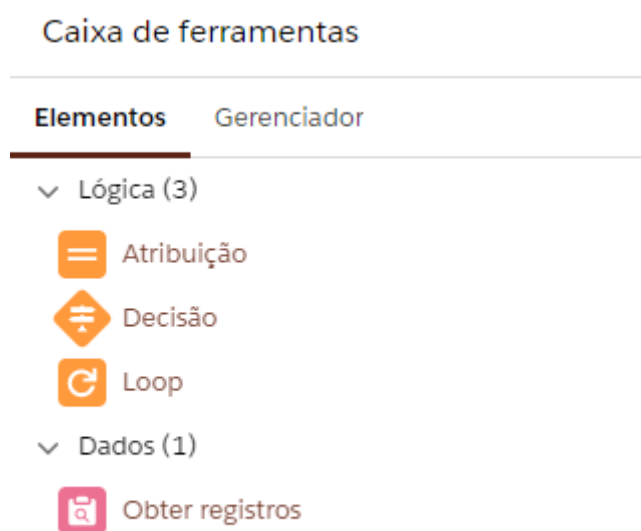 Caixa de ferramentas
Elementos Gerenciador
Lógica (3)
Atribuição
Decisão
Loop
Dados (1)
Obter registros